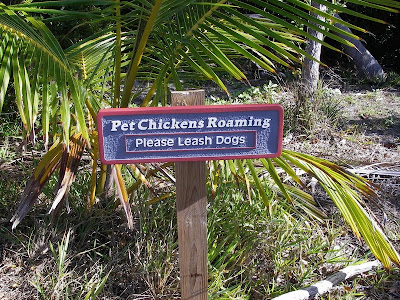 Pet Chickens Roaming
Please Leash Dogs